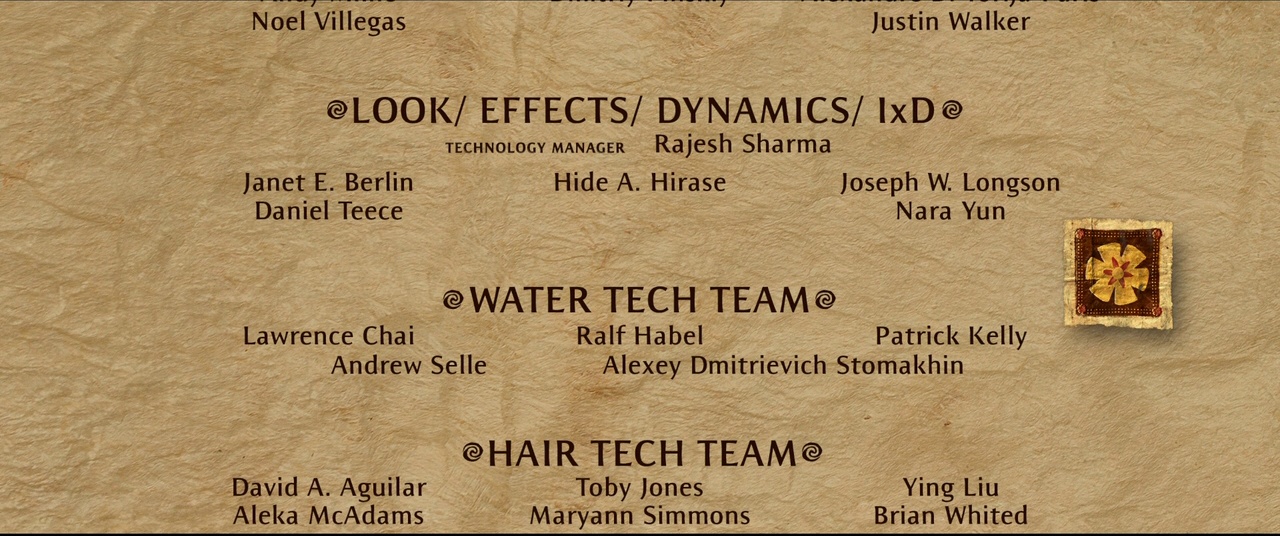 Noel Villegas Justin Walker
LOOK/ EFFECTS/ DYNAMICS/ IxD
TECHNOLOGY MANAGER Rajesh Sharma
Janet E. Berlin Hide A. Hirase Joseph W. Longson
Daniel Teece Nara Yun
WATER TECH TEAM
Lawrence Chai Ralf Habel Patrick Kelly
Andrew Selle Alexey Dmitrievich Stomakhin
HAIR TECH TEAM
David A. Aguilar Toby Jones Ying Liu
Aleka McAdams Maryann Simmons Brian Whited